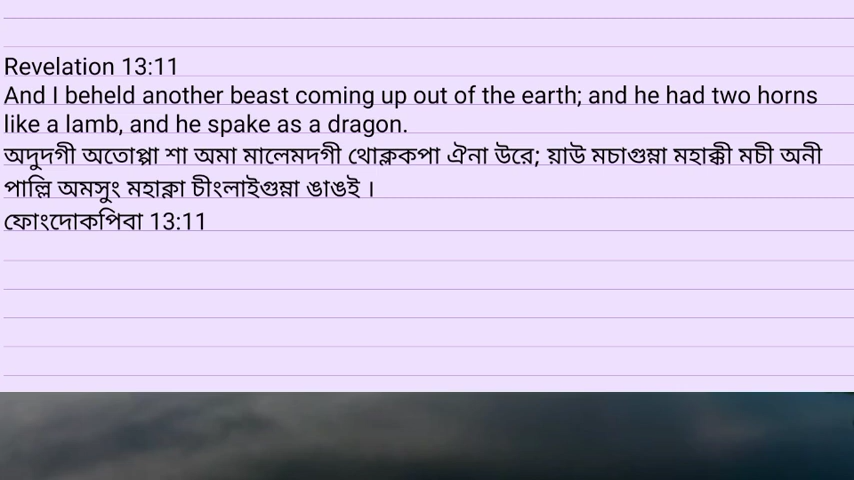 Revelation 13:11
And I beheld another beast coming up out of the earth; and he had two horns
like a lamb, and he spake as a dragon.
অদুদগী অতোপ্পা শা অমা মালেমদগী থোক্লকপা ঐনা উরে; য়াউ মচাগুম্না মহাক্কী মচী অনী
পাল্লি অমসুং মহাক্না চীংলাইগুম্না ঙাঙই ।
ফোংদোকপিবা 13:11